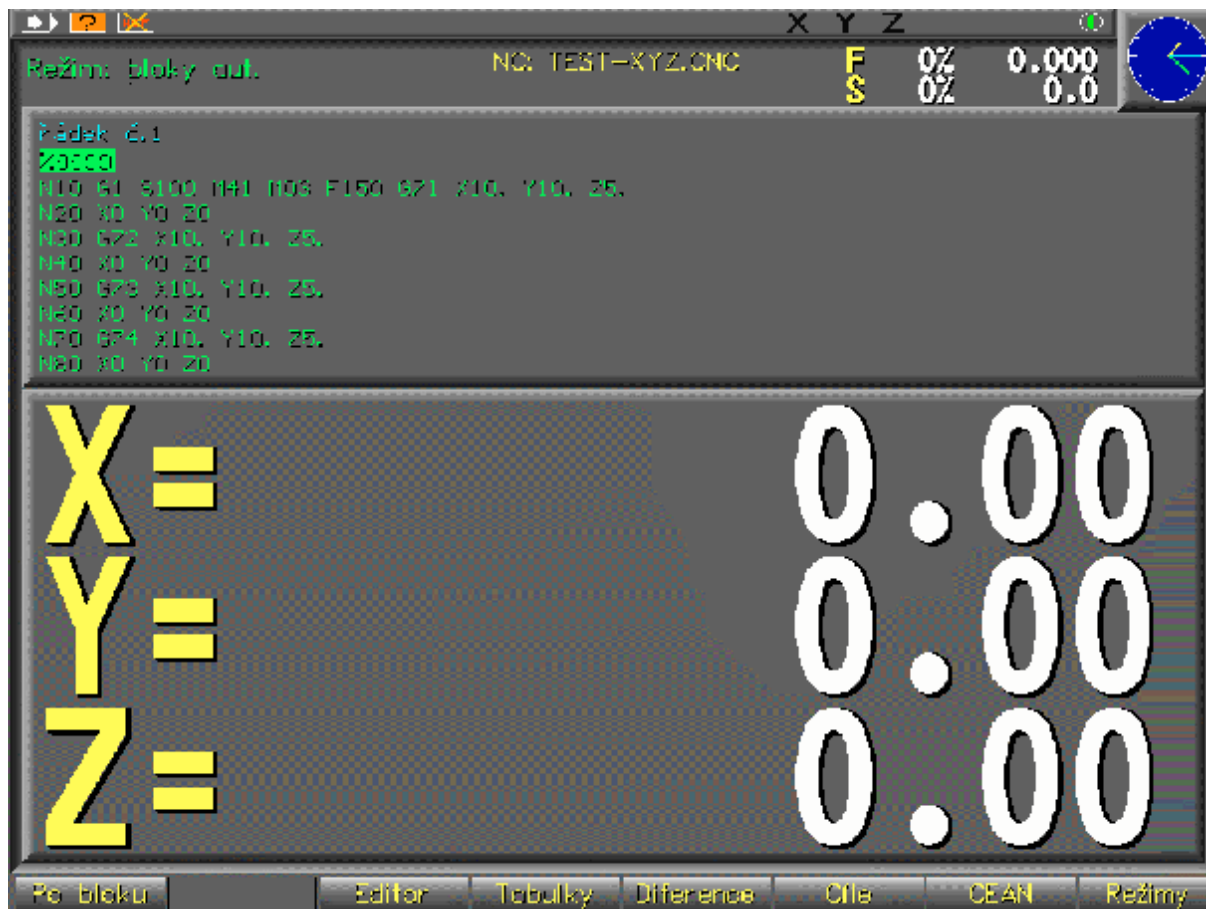 ?
X Y Z
Režim: bloky aut.
NC: TEST-XYZ.CNC
F 0% 0.000
S 0% 0.0
Řádek č.1
N10 G1 S100 M41 M03 F150 G71 X10. Y10. Z5.
N20 X0 Y0 Z0
N30 G72 X10. Y10. Z5.
N40 X0 Y0 Z0
N50 G73 X10. Y10. Z5.
N60 X0 Y0 Z0
N70 G74 X10. Y10. Z5.
N80 X0 Y0 Z0
X= 0.00
Y= 0.00
Z= 0.00
Po bloku Editor Tabulky Diference Cíle CEAN Režimy